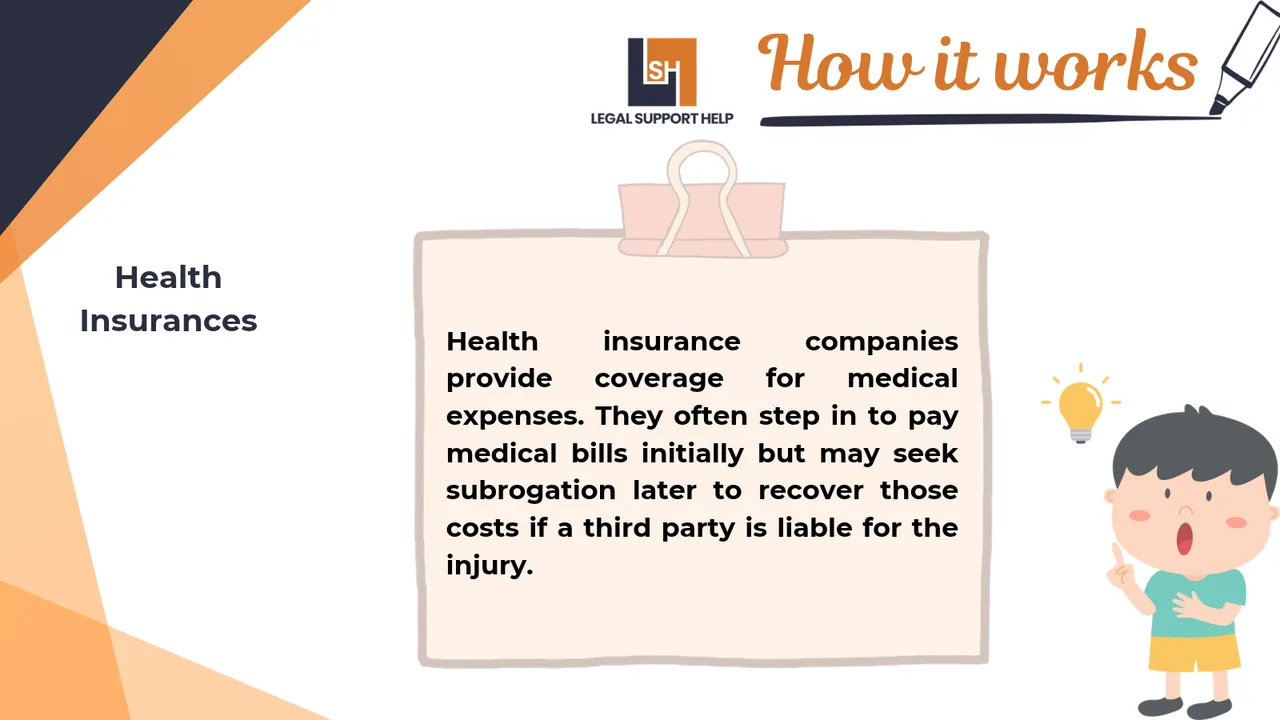 SH
LEGAL SUPPORT HELP
How it works
Health
Insurances
Health insurance companies
provide coverage for medical
expenses. They often step in to pay
medical bills initially but may seek
subrogation later to recover those
costs if a third party is liable for the
injury.